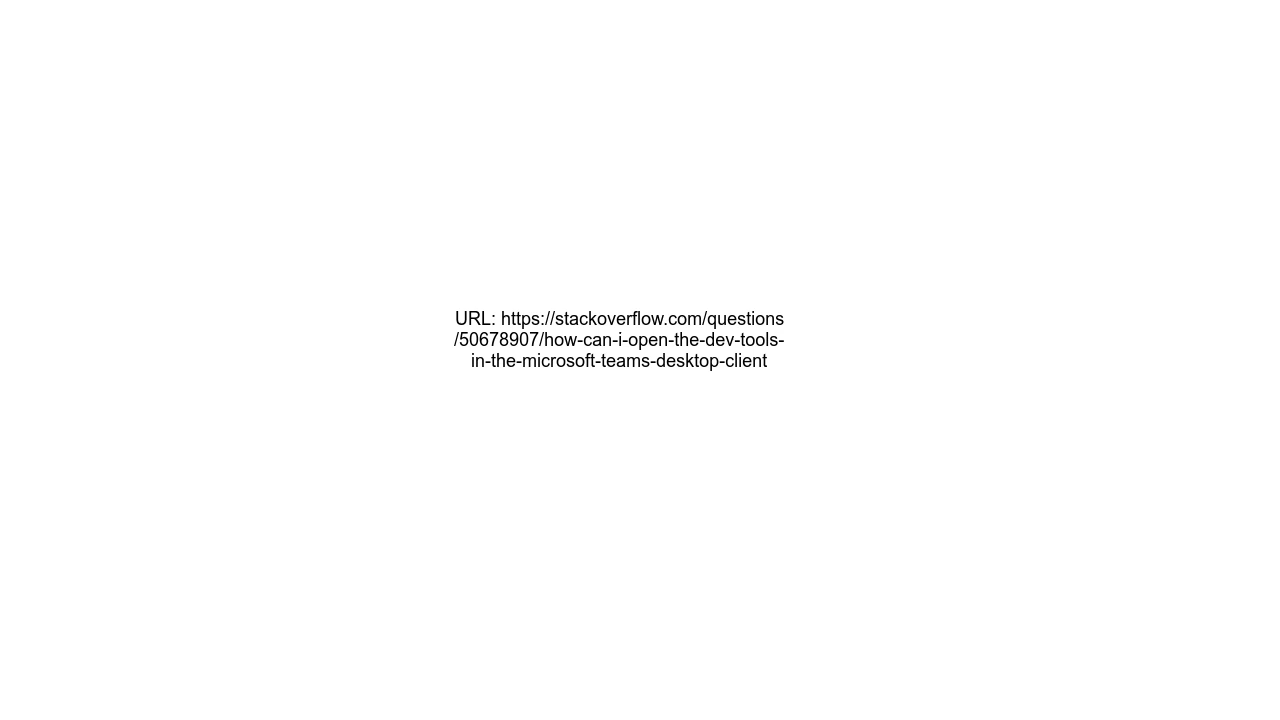 URL: https://stackoverflow.com/questions
/50678907/how-can-i-open-the-dev-tools-
in-the-microsoft-teams-desktop-client